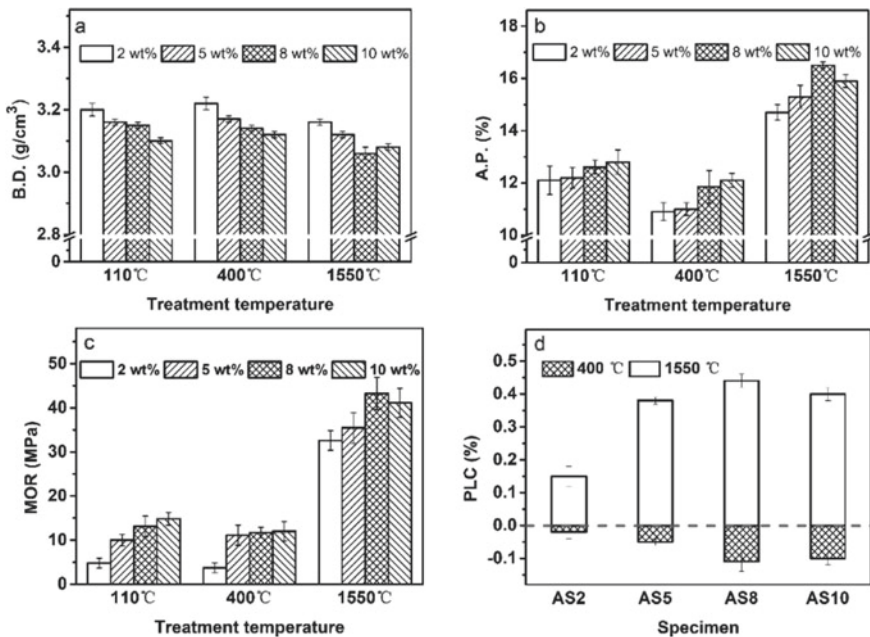 a
2 wt% 5 wt% 8 wt% 10 wt%
3.4
3.2
3.0
2.8
0
B.D. (g/cm³)
110℃ 400℃ 1550℃
Treatment temperature
b
2 wt% 5 wt% 8 wt% 10 wt%
18
16
14
12
10
0
A.P. (%)
110℃ 400℃ 1550℃
Treatment temperature
c
2 wt% 5 wt% 8 wt% 10 wt%
50
40
30
20
10
0
MOR (MPa)
110℃ 400℃ 1550℃
Treatment temperature
d
400 ℃ 1550 ℃
0.5
0.4
0.3
0.2
0.1
0.0
-0.1
PLC (%)
AS2 AS5 AS8 AS10
Specimen